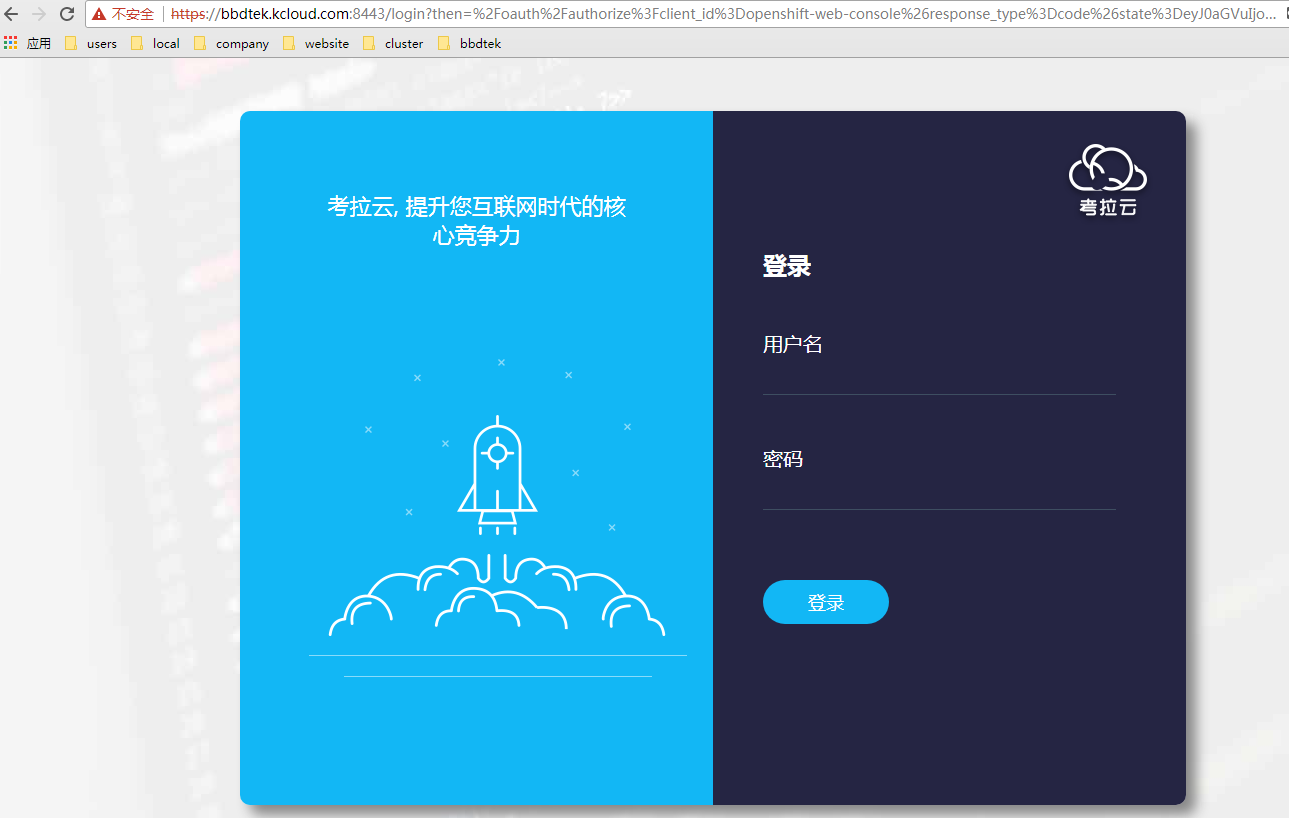 不安全 https://bbdtek.kcloud.com:8443/login?then=%2Foauth%2Fauthorize%3Fclient_id%3Dopenshift-web-console%26response_type%3Dcode%26state%3DeyJ0aGVuIjo...
应用 users local company website cluster bbdtek
考拉云, 提升您互联网时代的核
心竞争力
考拉云
登录
用户名
密码
登录